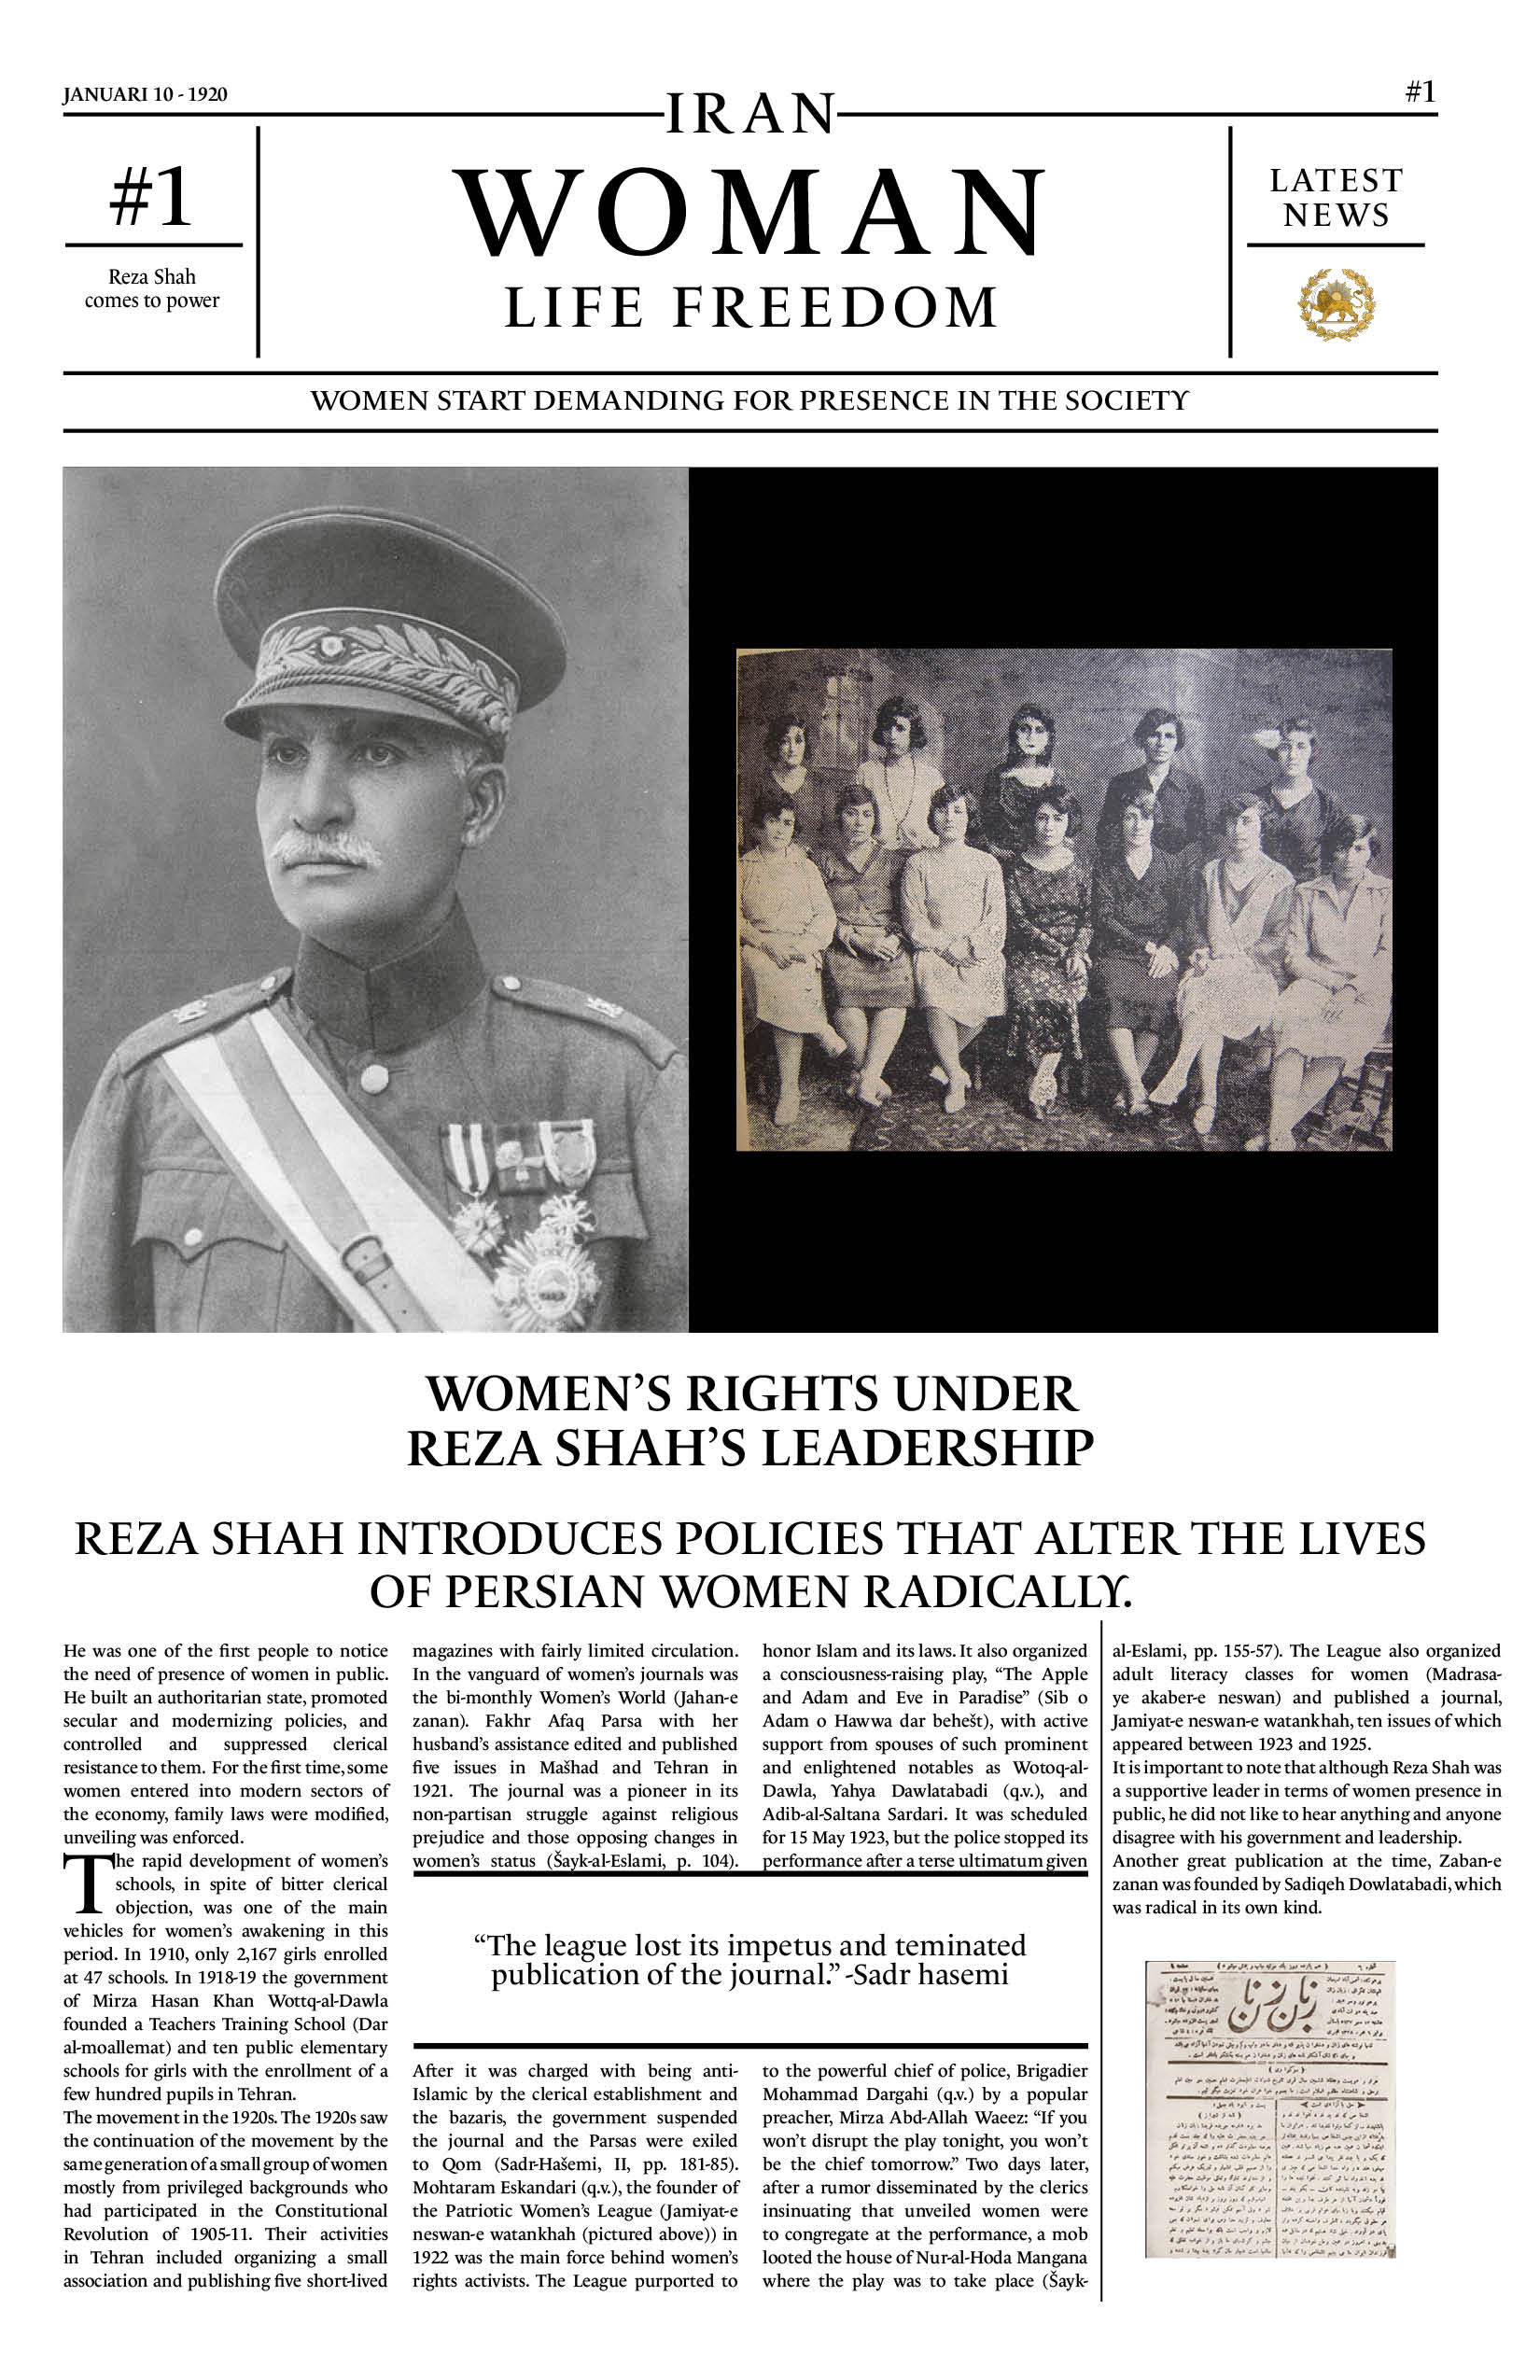 JANUARI 10 - 1920
#1
IRAN
#1
Reza Shah
comes to power
WOMAN
LIFE FREEDOM
LATEST
NEWS
WOMEN START DEMANDING FOR PRESENCE IN THE SOCIETY
WOMEN’S RIGHTS UNDER
REZA SHAH’S LEADERSHIP
REZA SHAH INTRODUCES POLICIES THAT ALTER THE LIVES
OF PERSIAN WOMEN RADICALLY.
He was one of the first people to notice
the need of presence of women in public.
He built an authoritarian state, promoted
secular and modernizing policies, and
controlled and suppressed clerical
resistance to them. For the first time, some
women entered into modern sectors of
the economy, family laws were modified,
unveiling was enforced.
The rapid development of women’s
schools, in spite of bitter clerical
objection, was one of the main
vehicles for women’s awakening in this
period. In 1910, only 2,167 girls enrolled
at 47 schools. In 1918-19 the government
of Mirza Hasan Khan Wottq-al-Dawla
founded a Teachers Training School (Dar
al-moallemat) and ten public elementary
schools for girls with the enrollment of a
few hundred pupils in Tehran.
The movement in the 1920s. The 1920s saw
the continuation of the movement by the
same generation of a small group of women
mostly from privileged backgrounds who
had participated in the Constitutional
Revolution of 1905-11. Their activities
in Tehran included organizing a small
association and publishing five short-lived
magazines with fairly limited circulation.
In the vanguard of women’s journals was
the bi-monthly Women’s World (Jahan-e
zanan). Fakhr Afaq Parsa with her
husband’s assistance edited and published
five issues in Mašhad and Tehran in
1921. The journal was a pioneer in its
non-partisan struggle against religious
prejudice and those opposing changes in
women’s status (Šayk-al-Eslami, p. 104).
“The league lost its impetus and teminated
publication of the journal.” -Sadr hasemi
After it was charged with being anti-
Islamic by the clerical establishment and
the bazaris, the government suspended
the journal and the Parsas were exiled
to Qom (Sadr-Hašemi, II, pp. 181-85).
Mohtaram Eskandari (q.v.), the founder of
the Patriotic Women’s League (Jamiyat-e
neswan-e watankhah (pictured above)) in
1922 was the main force behind women’s
rights activists. The League purported to
honor Islam and its laws. It also organized
a consciousness-raising play, “The Apple
and Adam and Eve in Paradise” (Sib o
Adam o Hawwa dar behešt), with active
support from spouses of such prominent
and enlightened notables as Wotoq-al-
Dawla, Yahya Dawlatabadi (q.v.), and
Adib-al-Saltana Sardari. It was scheduled
for 15 May 1923, but the police stopped its
performance after a terse ultimatum given
to the powerful chief of police, Brigadier
Mohammad Dargahi (q.v.) by a popular
preacher, Mirza Abd-Allah Waeez: “If you
won’t disrupt the play tonight, you won’t
be the chief tomorrow.” Two days later,
after a rumor disseminated by the clerics
insinuating that unveiled women were
to congregate at the performance, a mob
looted the house of Nur-al-Hoda Mangana
where the play was to take place (Šayk-
al-Eslami, pp. 155-57). The League also organized
adult literacy classes for women (Madrasa-
ye akaber-e neswan) and published a journal,
Jamiyat-e neswan-e watankhah, ten issues of which
appeared between 1923 and 1925.
It is important to note that although Reza Shah was
a supportive leader in terms of women presence in
public, he did not like to hear anything and anyone
disagree with his government and leadership.
Another great publication at the time, Zaban-e
zanan was founded by Sadiqeh Dowlatabadi, which
was radical in its own kind.